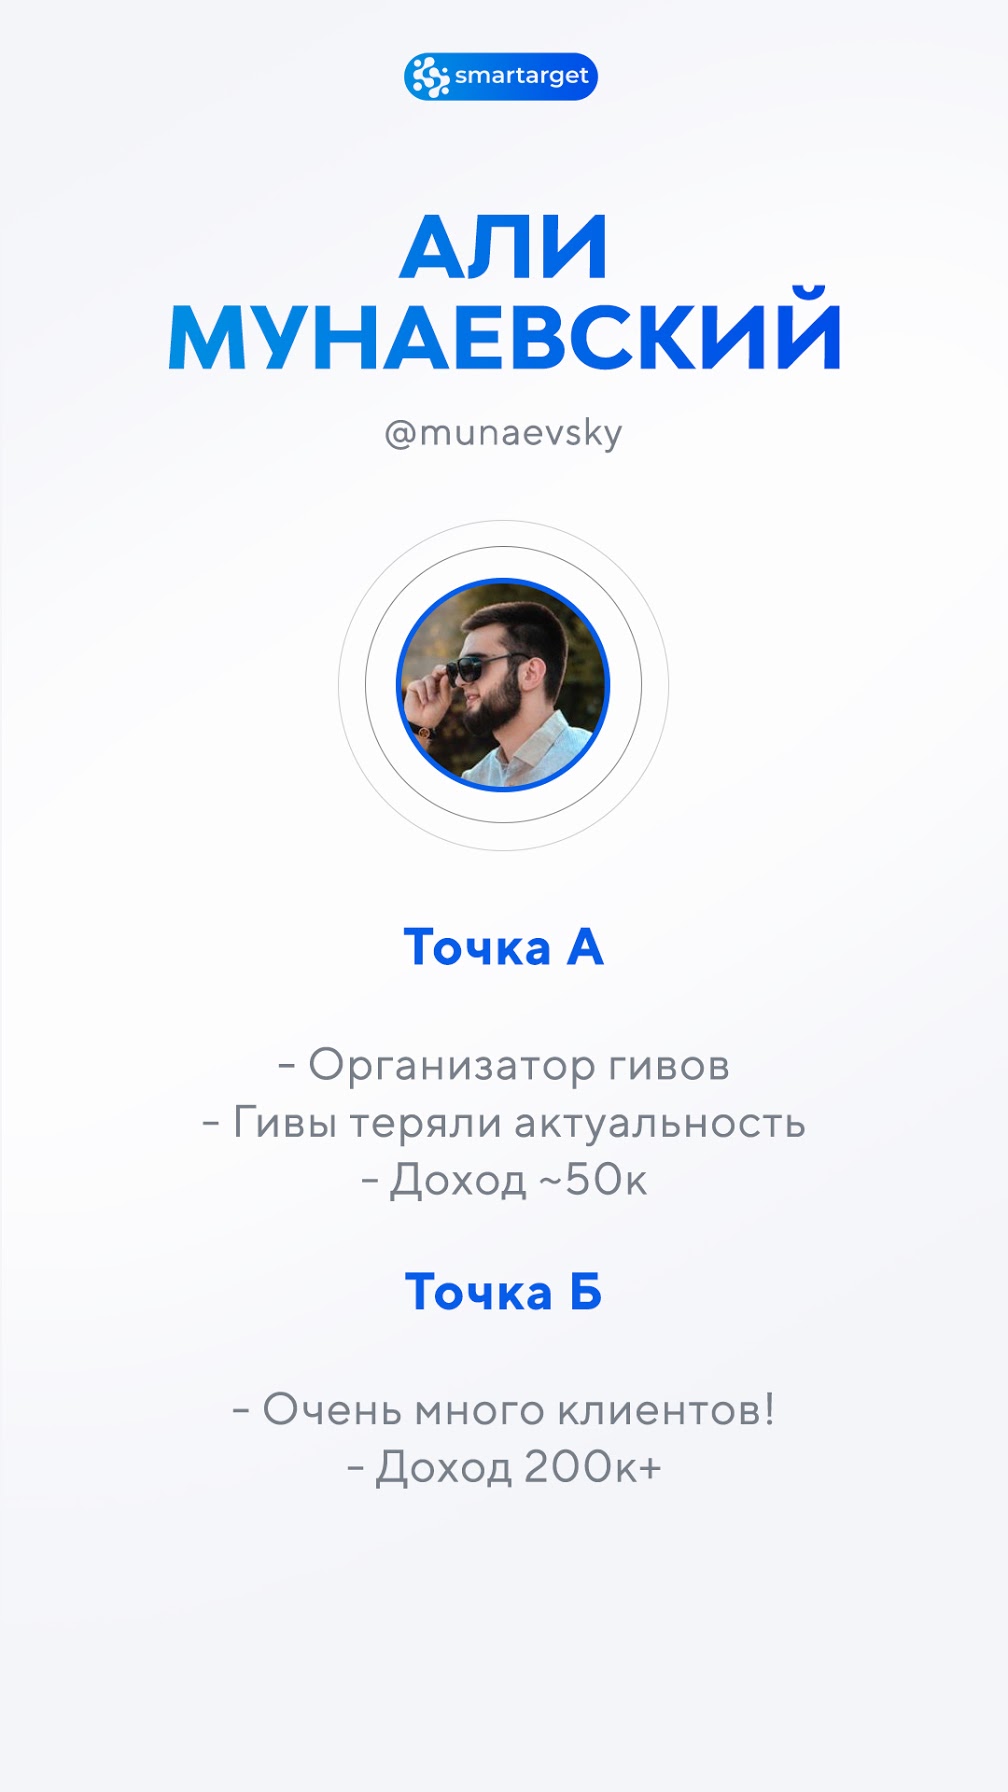 smartarget
АЛИ
МУНАЕВСКИЙ
@munaevsky
Точка А
- Организатор гивов
- Гивы теряли актуальность
- Доход ~50к
Точка Б
- Очень много клиентов!
- Доход 200к+